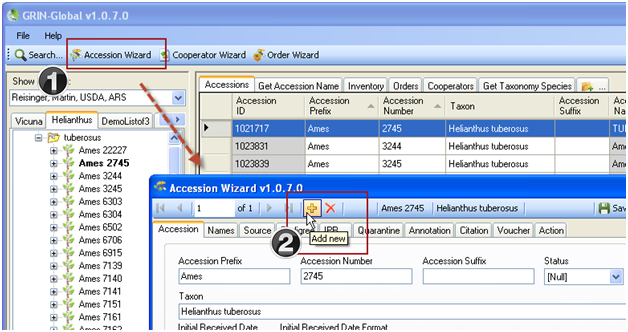 GRIN-Global v1.0.7.0
File Help
Search... Accession Wizard Cooperator Wizard Order Wizard
1
Show
Reisinger, Martin, USDA, ARS
Vicuna Helianthus DemoListof3
tuberosus
Ames 22227
Ames 2745
Ames 3244
Ames 3245
Ames 6303
Ames 6304
Ames 6502
Ames 6706
Ames 6915
Ames 7139
Ames 7140
Ames 7141
Ames 7151
Ames 7161
Ames 7162
Accessions Get Accession Name Inventory Orders Cooperators Get Taxonomy Species ...
Accession ID Accession Prefix Accession Number Taxon Accession Suffix
1021717 Ames 2745 Helianthus tuberosus
1023831 Ames 3244 Helianthus tuberosus
1023839 Ames 3245 Helianthus tuberosus
Accession Wizard v1.0.7.0
1 of 1 Ames 2745 Helianthus tuberosus
2
Add new
Accession Names Source IPR Quarantine Annotation Citation Voucher Action
Accession Prefix Accession Number Accession Suffix Status
Ames 2745 [Null]
Taxon
Helianthus tuberosus
Initial Received Date Initial Received Date Format